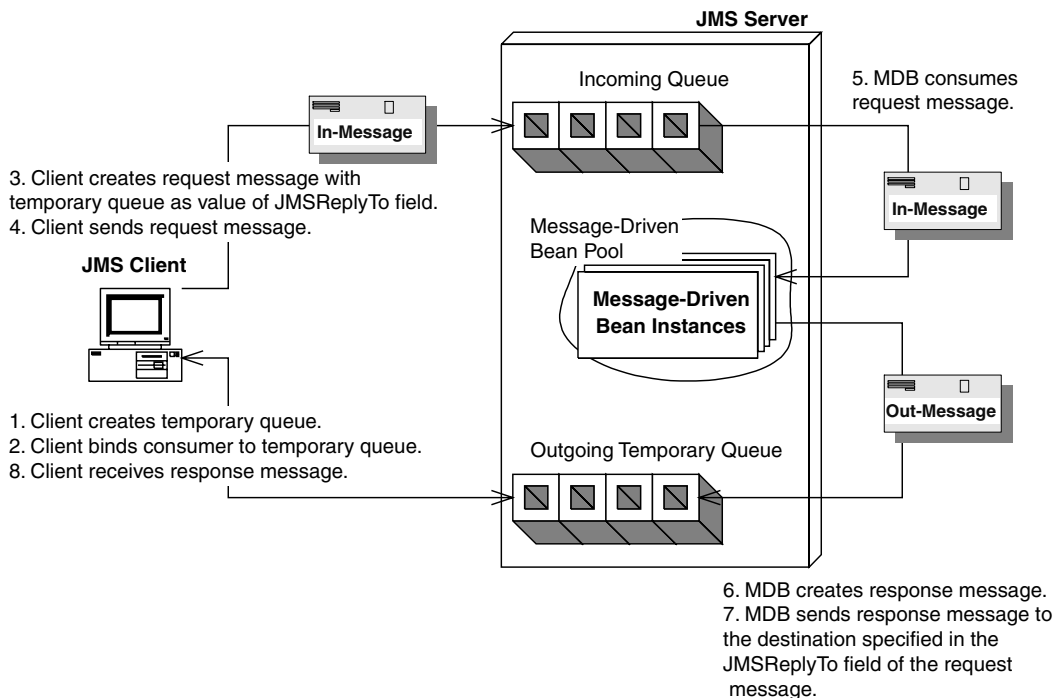 JMS Server
Incoming Queue
5. MDB consumes
request message.
In-Message
3. Client creates request message with
temporary queue as value of JMSReplyTo field.
4. Client sends request message.
In-Message
Message-Driven
Bean Pool
JMS Client
Message-Driven
Bean Instances
Out-Message
1. Client creates temporary queue.
2. Client binds consumer to temporary queue.
8. Client receives response message.
Outgoing Temporary Queue
6. MDB creates response message.
7. MDB sends response message to
the destination specified in the
JMSReplyTo field of the request
message.